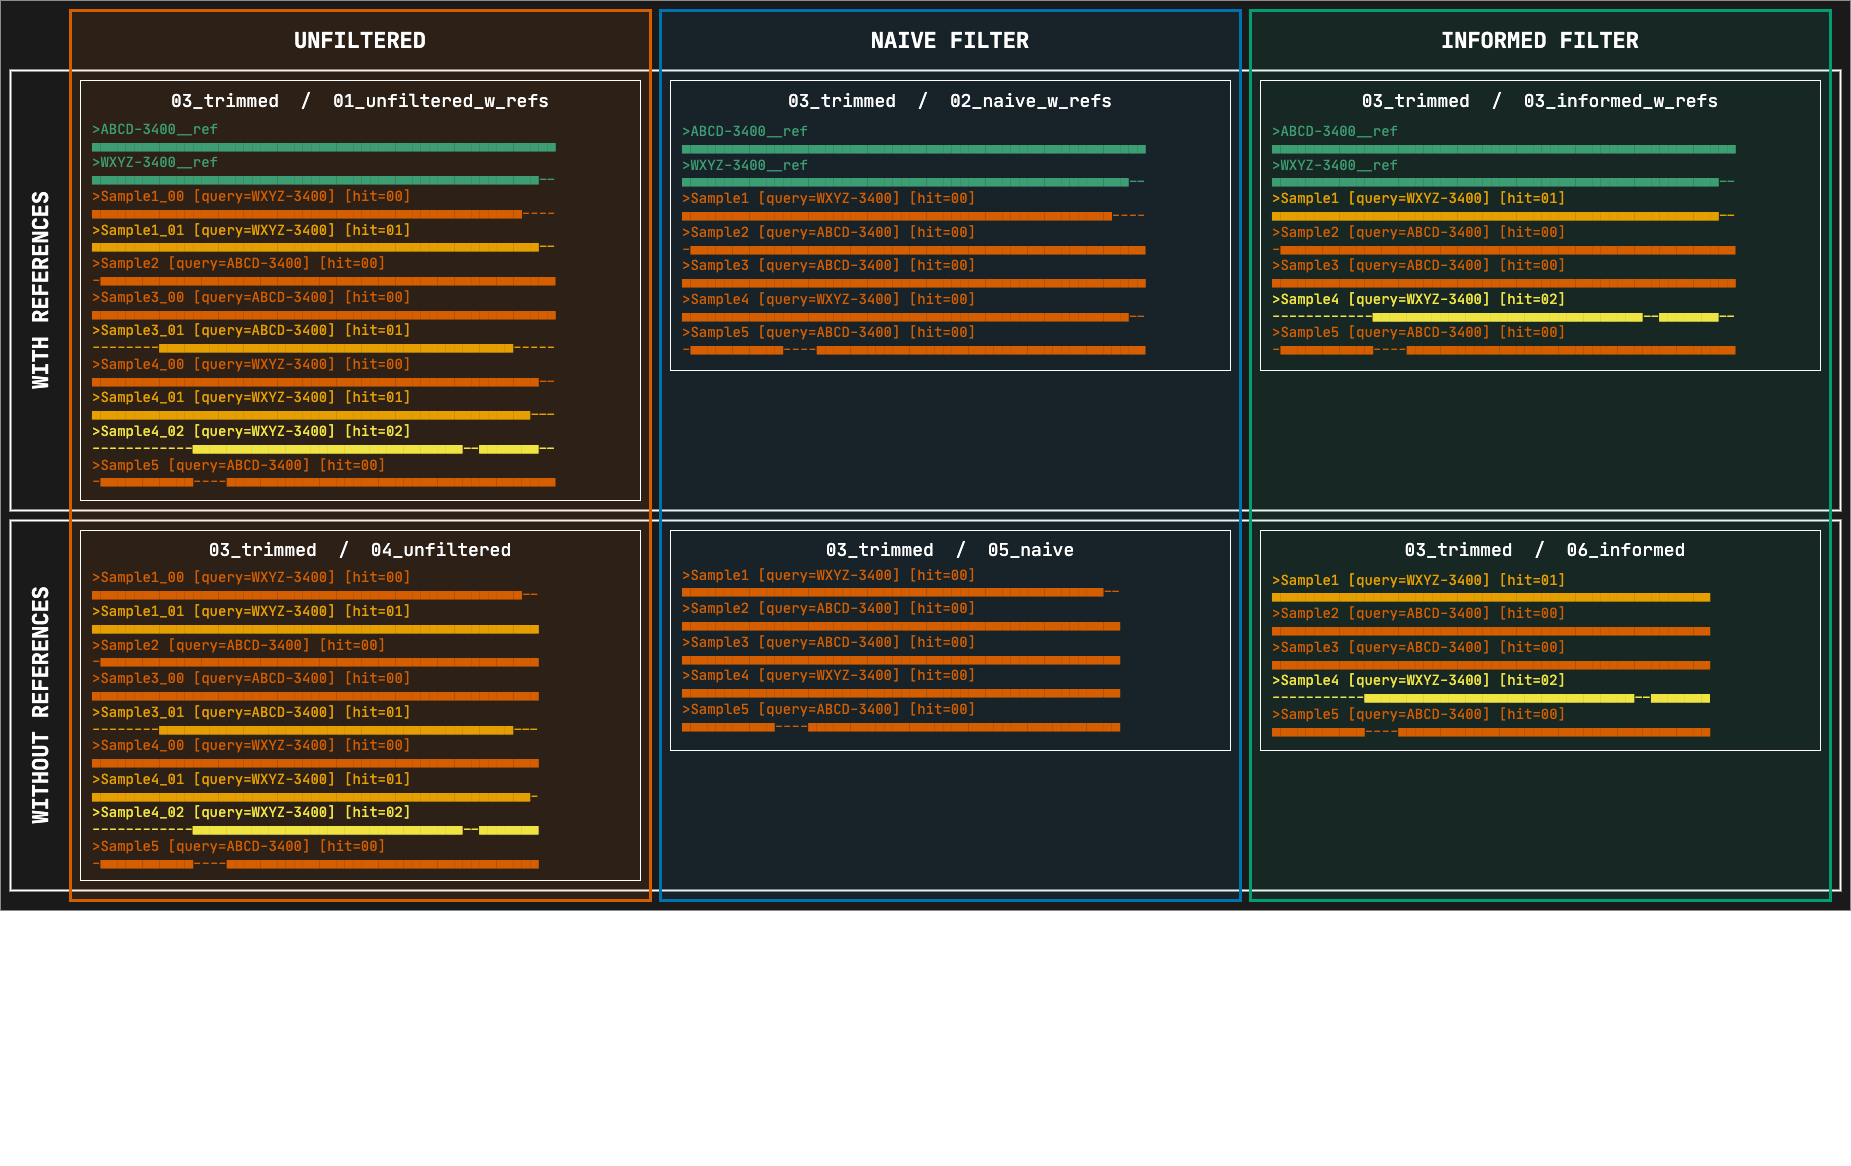 UNFILTERED
NAIVE FILTER
INFORMED FILTER
WITH REFERENCES
03_trimmed / 01_unfiltered_w_refs
>ABCD-3400__ref
>WXYZ-3400__ref
>Sample1_00 [query=WXYZ-3400] [hit=00]
>Sample1_01 [query=WXYZ-3400] [hit=01]
>Sample2 [query=ABCD-3400] [hit=00]
>Sample3_00 [query=ABCD-3400] [hit=00]
>Sample3_01 [query=ABCD-3400] [hit=01]
>Sample4_00 [query=WXYZ-3400] [hit=00]
>Sample4_01 [query=WXYZ-3400] [hit=01]
>Sample4_02 [query=WXYZ-3400] [hit=02]
>Sample5 [query=ABCD-3400] [hit=00]
03_trimmed / 02_naive_w_refs
>ABCD-3400__ref
>WXYZ-3400__ref
>Sample1 [query=WXYZ-3400] [hit=00]
>Sample2 [query=ABCD-3400] [hit=00]
>Sample3 [query=ABCD-3400] [hit=00]
>Sample4 [query=WXYZ-3400] [hit=00]
>Sample5 [query=ABCD-3400] [hit=00]
03_trimmed / 03_informed_w_refs
>ABCD-3400__ref
>WXYZ-3400__ref
>Sample1 [query=WXYZ-3400] [hit=01]
>Sample2 [query=ABCD-3400] [hit=00]
>Sample3 [query=ABCD-3400] [hit=00]
>Sample4 [query=WXYZ-3400] [hit=02]
>Sample5 [query=ABCD-3400] [hit=00]
WITHOUT REFERENCES
03_trimmed / 04_unfiltered
>Sample1_00 [query=WXYZ-3400] [hit=00]
>Sample1_01 [query=WXYZ-3400] [hit=01]
>Sample2 [query=ABCD-3400] [hit=00]
>Sample3_00 [query=ABCD-3400] [hit=00]
>Sample3_01 [query=ABCD-3400] [hit=01]
>Sample4_00 [query=WXYZ-3400] [hit=00]
>Sample4_01 [query=WXYZ-3400] [hit=01]
>Sample4_02 [query=WXYZ-3400] [hit=02]
>Sample5 [query=ABCD-3400] [hit=00]
03_trimmed / 05_naive
>Sample1 [query=WXYZ-3400] [hit=00]
>Sample2 [query=ABCD-3400] [hit=00]
>Sample3 [query=ABCD-3400] [hit=00]
>Sample4 [query=WXYZ-3400] [hit=00]
>Sample5 [query=ABCD-3400] [hit=00]
03_trimmed / 06_informed
>Sample1 [query=WXYZ-3400] [hit=01]
>Sample2 [query=ABCD-3400] [hit=00]
>Sample3 [query=ABCD-3400] [hit=00]
>Sample4 [query=WXYZ-3400] [hit=02]
>Sample5 [query=ABCD-3400] [hit=00]